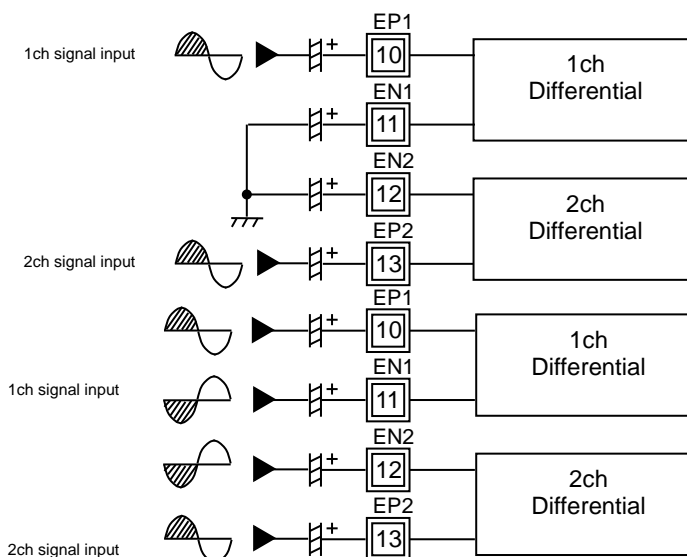 EP1
1ch signal input + 10 1ch
Differential
EN1
+ 11
EN2
+ 12 2ch
Differential
EP2
2ch signal input + 13
EP1
+ 10 1ch
Differential
1ch signal input
EN1
+ 11
EN2
+ 12 2ch
Differential
EP2
2ch signal input + 13